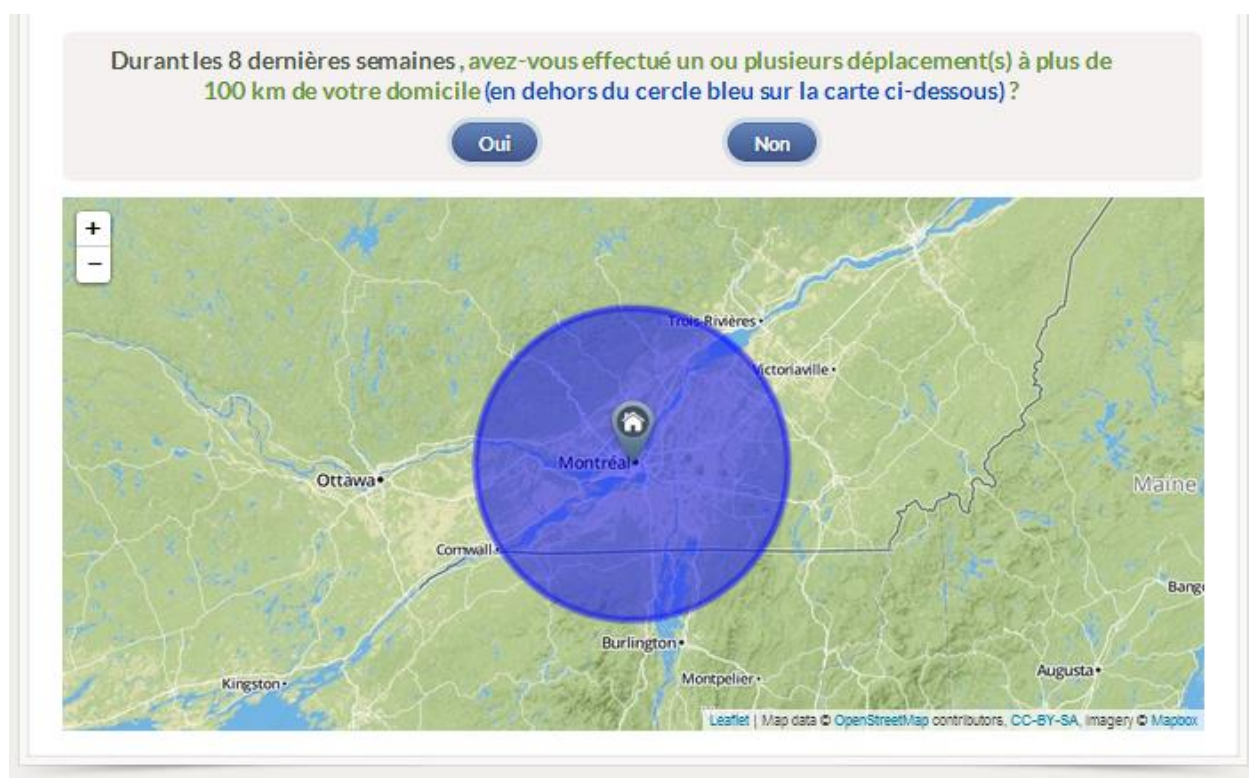 Durant les 8 dernières semaines, avez-vous effectué un ou plusieurs déplacement(s) à plus de
100 km de votre domicile (en dehors du cercle bleu sur la carte ci-dessous) ?
Oui
Non
+
−
Trois-Rivières
Victoriaville
Montréal
Ottawa
Maine
Cornwall
Bang
Burlington
Augusta
Montpelier
Kingston
Leaflet | Map data © OpenStreetMap contributors, CC-BY-SA, Imagery © Mapbox